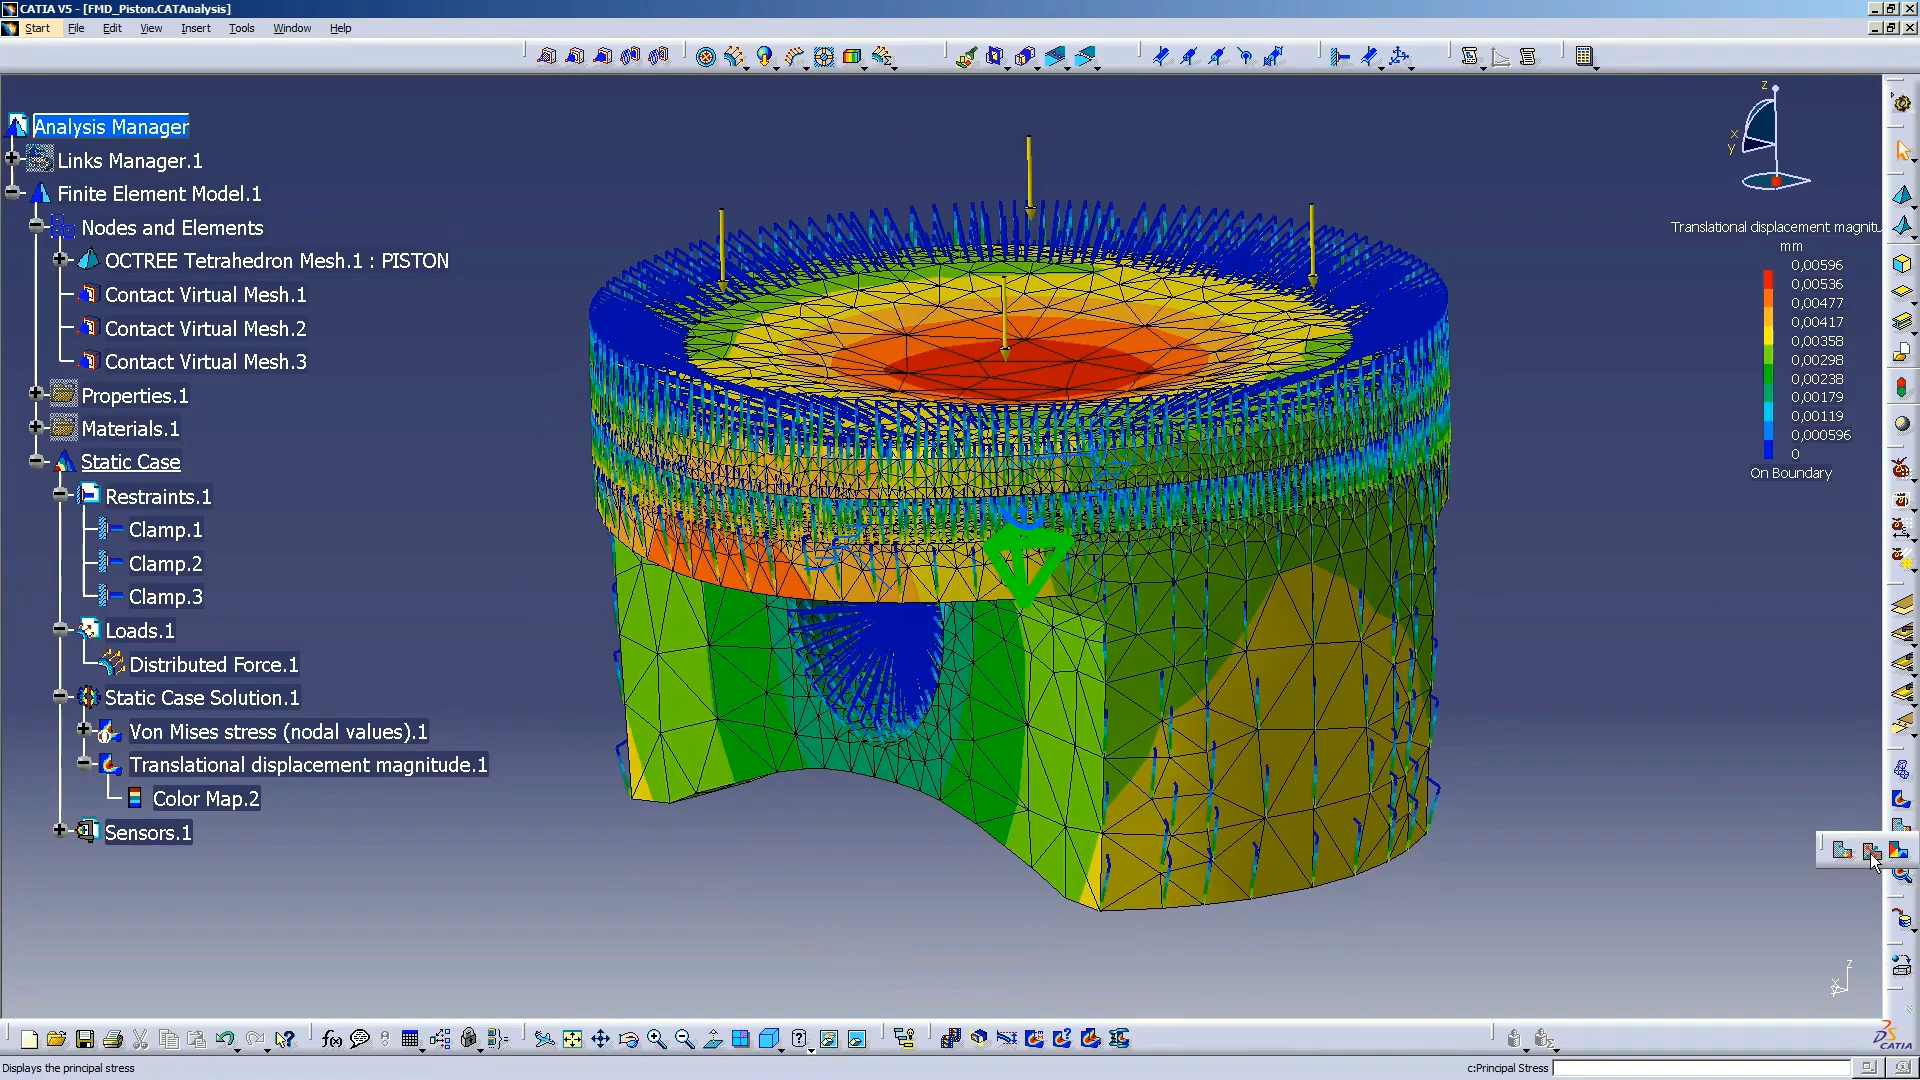 CATIA V5 - [FMD_Piston.CATAnalysis]
Start File Edit View Insert Tools Window Help
Analysis Manager
Links Manager.1
Finite Element Model.1
Nodes and Elements
OCTREE Tetrahedron Mesh.1 : PISTON
Contact Virtual Mesh.1
Contact Virtual Mesh.2
Contact Virtual Mesh.3
Properties.1
Materials.1
Static Case
Restraints.1
Clamp.1
Clamp.2
Clamp.3
Loads.1
Distributed Force.1
Static Case Solution.1
Von Mises stress (nodal values).1
Translational displacement magnitude.1
Color Map.2
Sensors.1
z
x
y
Translational displacement magnitu
mm
0,00596
0,00536
0,00477
0,00417
0,00358
0,00298
0,00238
0,00179
0,00119
0,000596
0
On Boundary
z
f(x)
CATIA
Displays the principal stress
c:Principal Stress